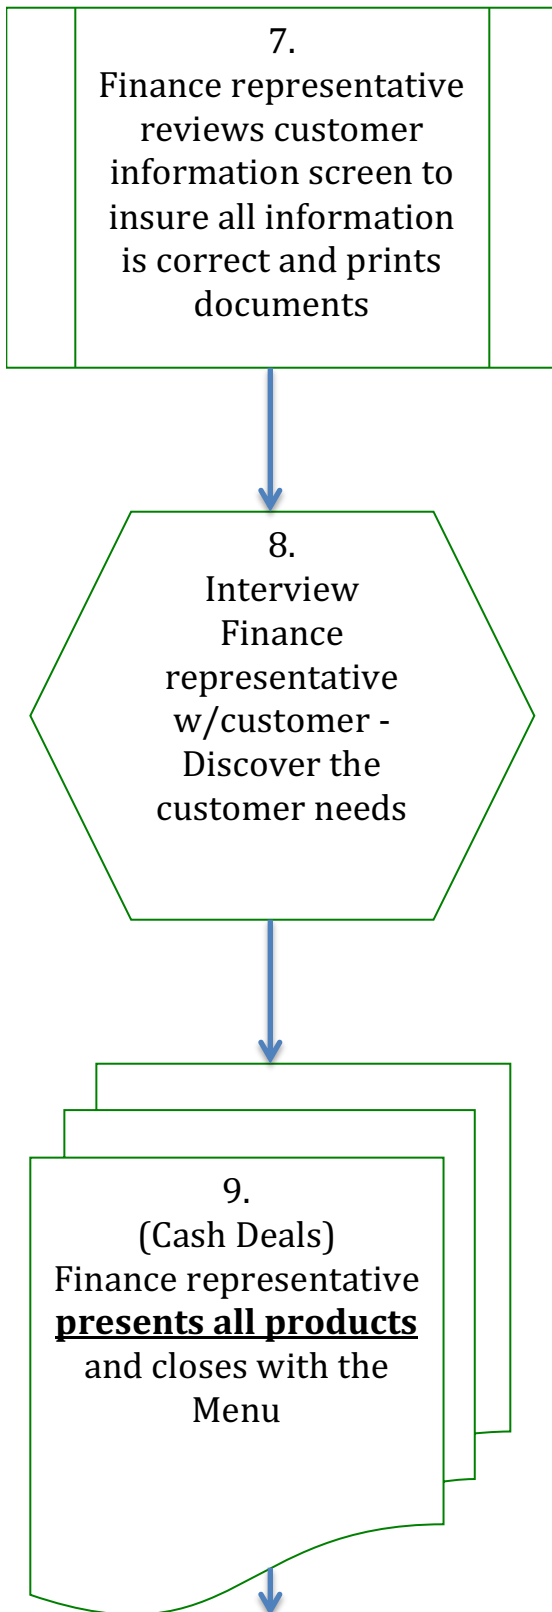 7.
Finance representative
reviews customer
information screen to
insure all information
is correct and prints
documents
8.
Interview
Finance
representative
w/customer -
Discover the
customer needs
9.
(Cash Deals)
Finance representative
presents all products
and closes with the
Menu